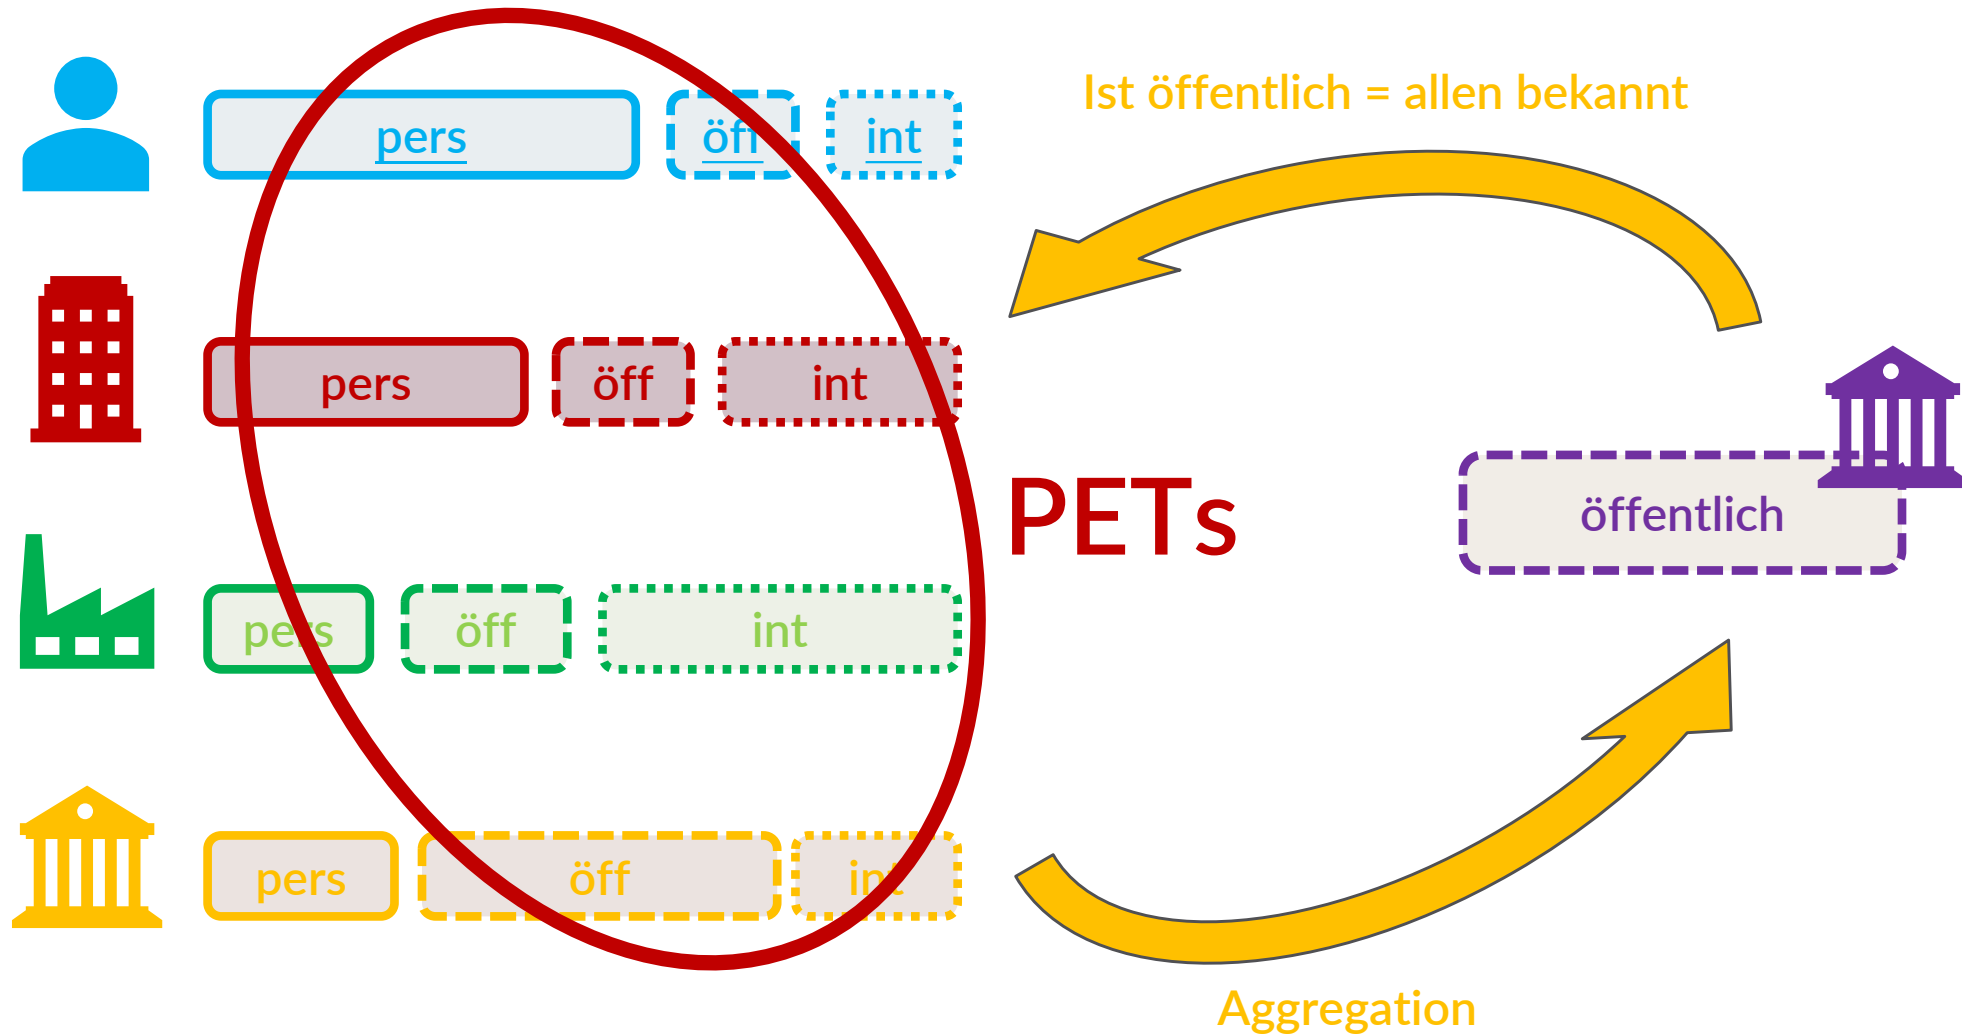 Ist öffentlich = allen bekannt
pers öff int
pers öff int
PETs
öffentlich
pers öff int
pers öff int
Aggregation